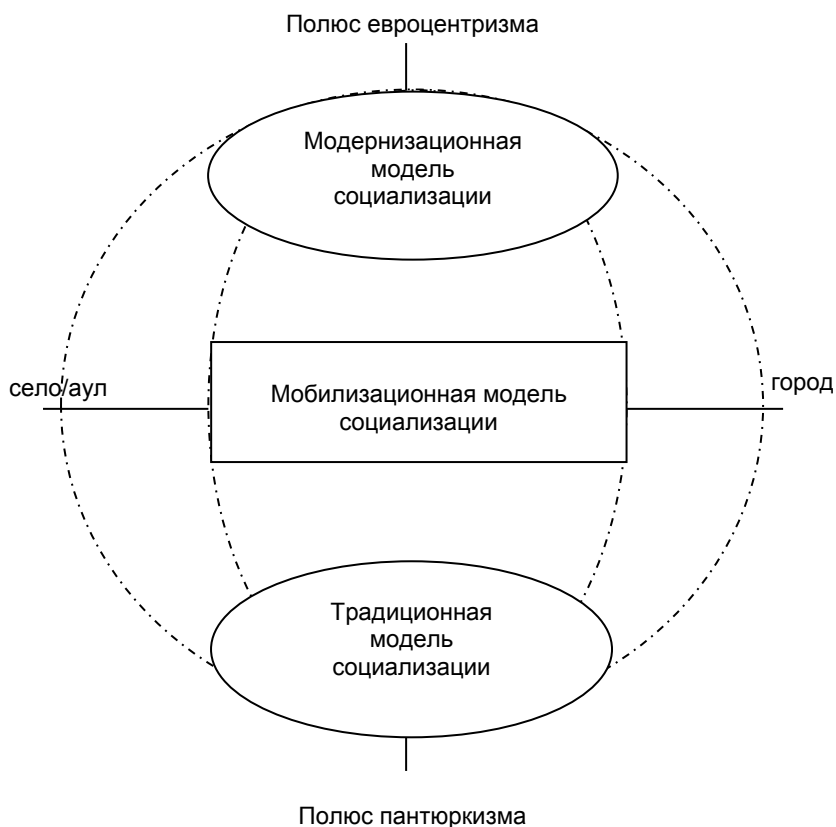 Полюс евроцентризма
Модернизационная
модель
социализации
село/аул
город
Мобилизационная модель
социализации
Традиционная
модель
социализации
Полюс пантюркизма